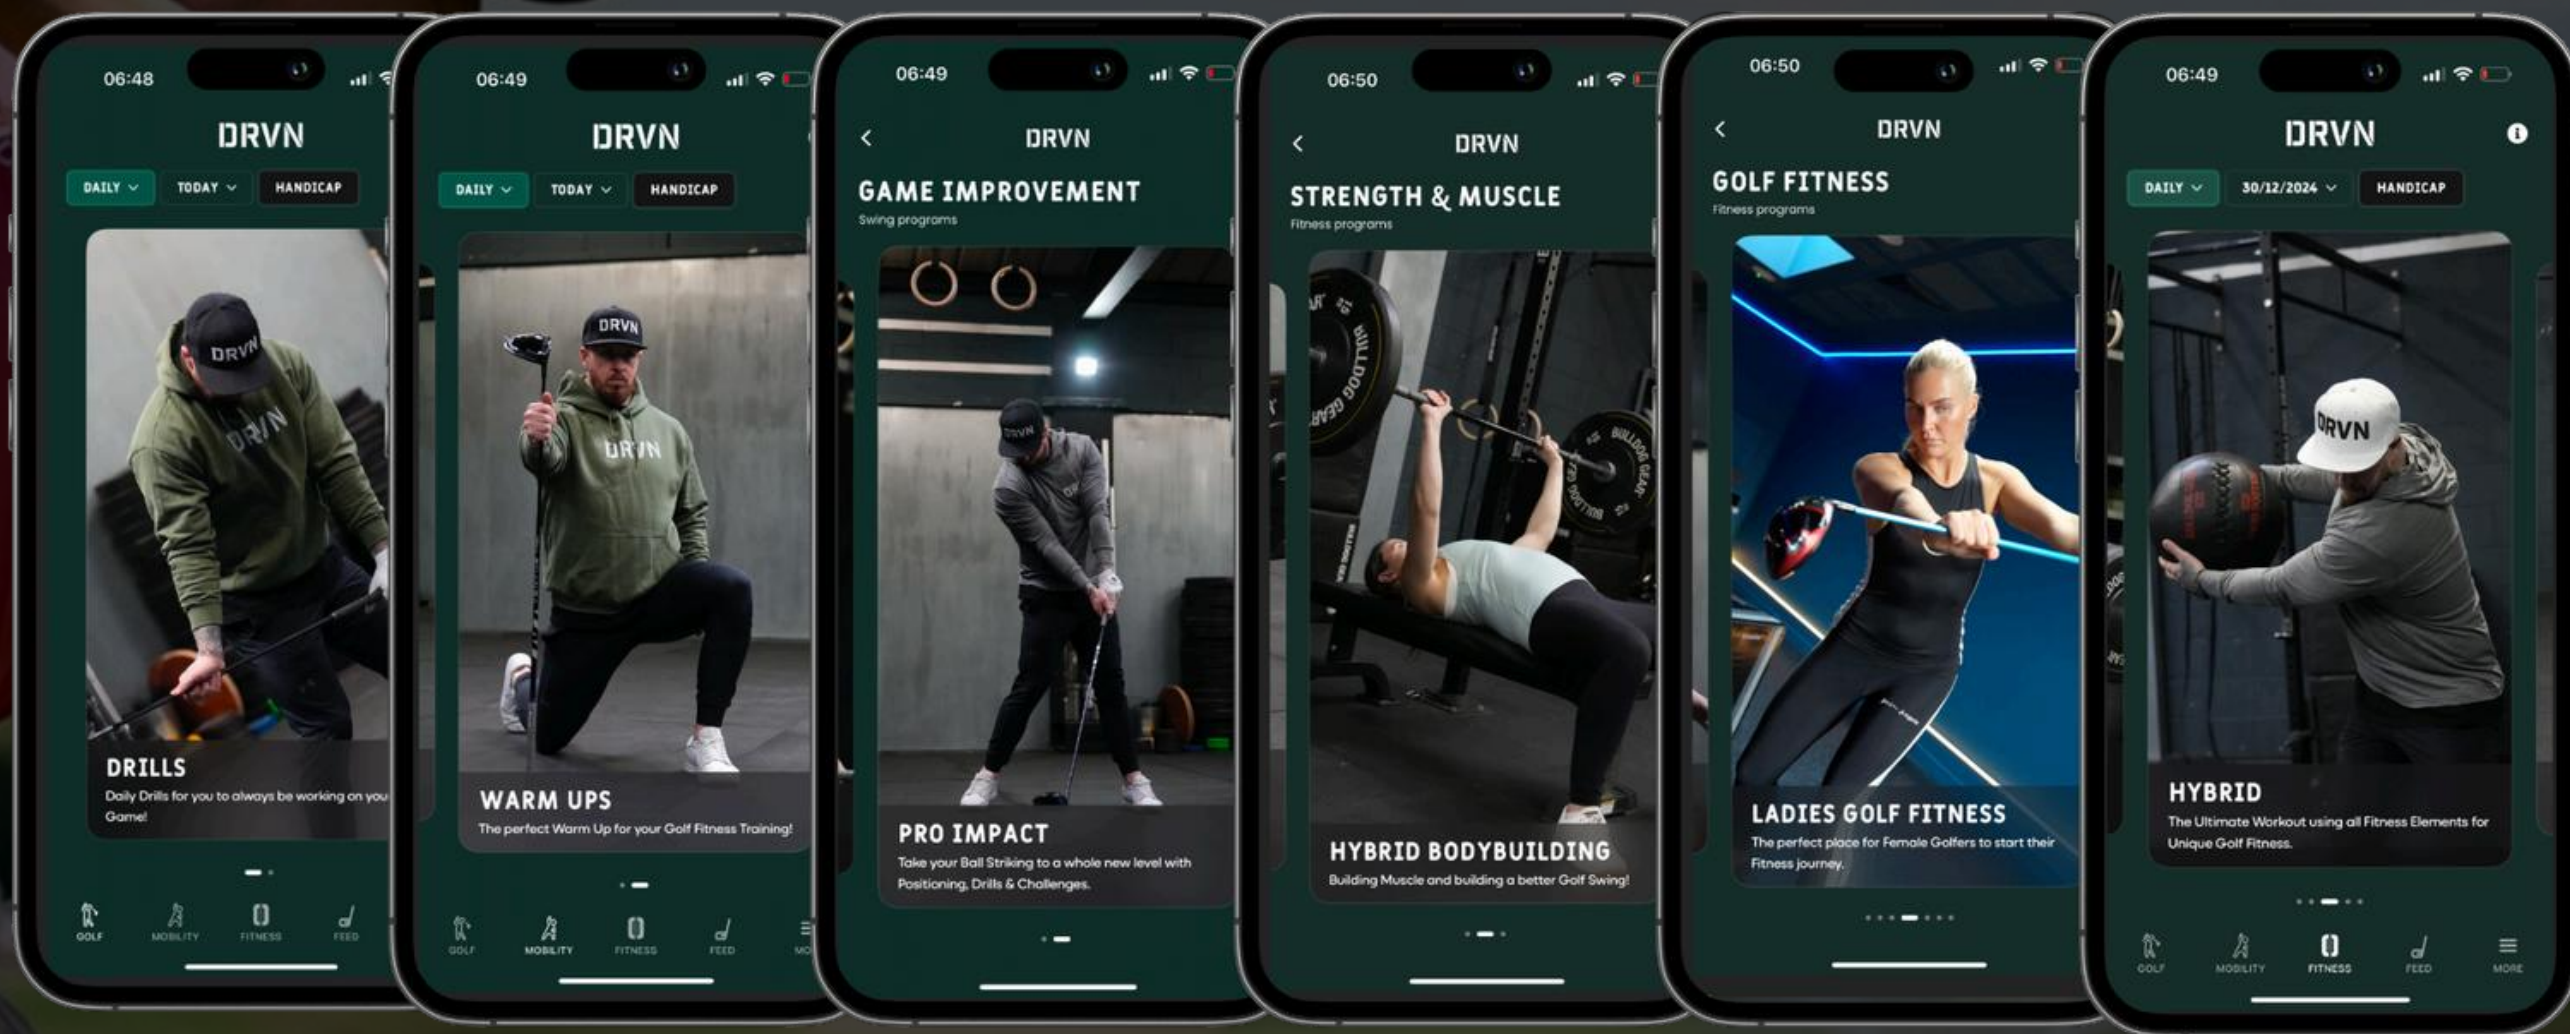 06:48
DRVN
DAILY
TODAY
HANDICAP
DRVN
DRVN
DRILLS
Daily Drills for you to always be working on you
Game!
GOLF
MOBILITY
FITNESS
FEED
06:49
DRVN
DAILY
TODAY
HANDICAP
DRVN
DRVN
WARM UPS
The perfect Warm Up for your Golf Fitness Training!
GOLF
MOBILITY
FITNESS
FEED
MO
06:49
DRVN
GAME IMPROVEMENT
Swing programs
DRVN
PRO IMPACT
Take your Ball Striking to a whole new level with
Positioning, Drills & Challenges.
06:50
DRVN
STRENGTH & MUSCLE
Fitness programs
BULLDOG GEAR
BULLDOG GEAR
BULLDOG
HYBRID BODYBUILDING
Building Muscle and building a better Golf Swing!
06:50
DRVN
GOLF FITNESS
Fitness programs
LADIES GOLF FITNESS
The perfect place for Female Golfers to start their
Fitness journey.
06:49
DRVN
DAILY
30/12/2024
HANDICAP
DRVN
HYBRID
The Ultimate Workout using all Fitness Elements for
Unique Golf Fitness.
GOLF
MOBILITY
FITNESS
FEED
MORE